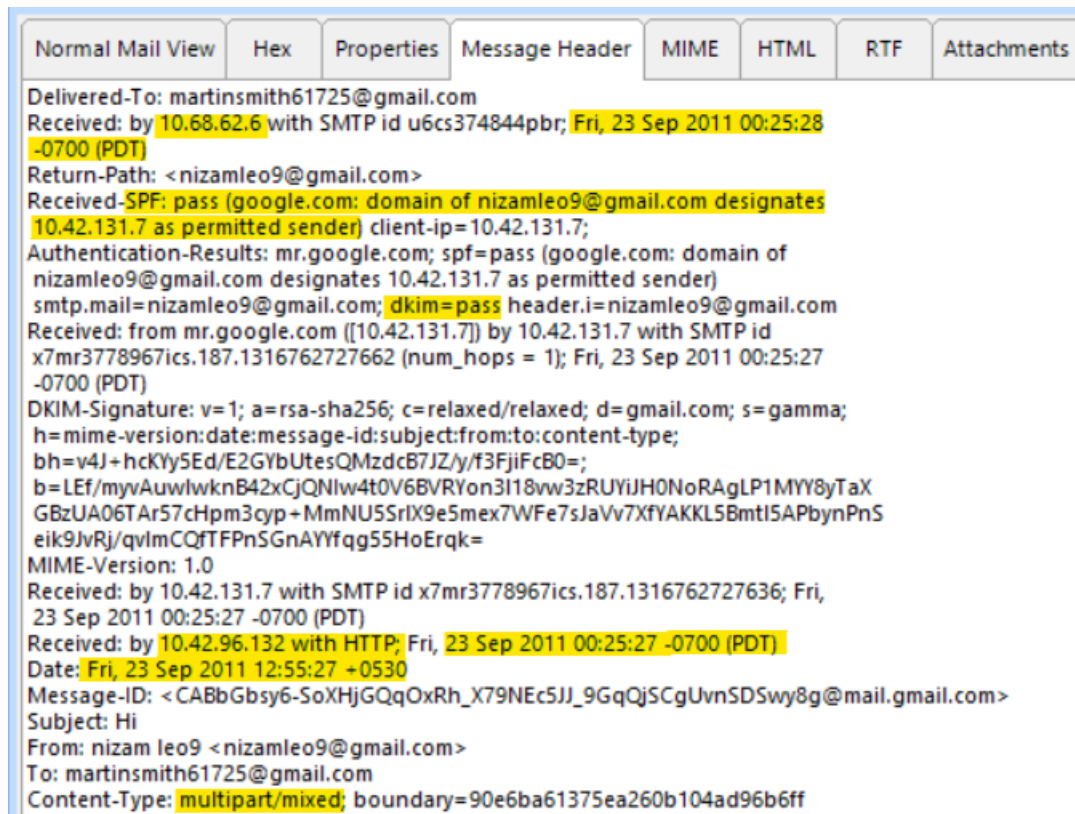 Normal Mail View Hex Properties Message Header MIME HTML RTF Attachments
Delivered-To: martinsmith61725@gmail.com
Received: by 10.68.62.6 with SMTP id u6cs374844pbr; Fri, 23 Sep 2011 00:25:28
-0700 (PDT)
Return-Path: <nizamleo9@gmail.com>
Received-SPF: pass (google.com: domain of nizamleo9@gmail.com designates
10.42.131.7 as permitted sender) client-ip=10.42.131.7;
Authentication-Results: mr.google.com; spf=pass (google.com: domain of
nizamleo9@gmail.com designates 10.42.131.7 as permitted sender)
smtp.mail=nizamleo9@gmail.com; dkim=pass header.i=nizamleo9@gmail.com
Received: from mr.google.com ([10.42.131.7]) by 10.42.131.7 with SMTP id
x7mr3778967ics.187.1316762727662 (num_hops = 1); Fri, 23 Sep 2011 00:25:27
-0700 (PDT)
DKIM-Signature: v=1; a=rsa-sha256; c=relaxed/relaxed; d=gmail.com; s=gamma;
h=mime-version:date:message-id:subject:from:to:content-type;
bh=v4J+hcKYy5Ed/E2GYbUtesQMzdcB7JZ/y/f3FjiFcB0=;
b=LEf/myvAuwIwknB42xCjQNIw4t0V6BVRYon3I18vw3zRUYiJH0NoRAgLP1MYY8yTaX
GBzUA06TAr57cHpm3cyp+MmNU5SrIX9e5mex7WFe7sJaVv7XfYAKKL5BmtI5APbynPnS
eik9JvRj/qvImCQfTFPnSGnAYYfqg55HoErqk=
MIME-Version: 1.0
Received: by 10.42.131.7 with SMTP id x7mr3778967ics.187.1316762727636; Fri,
23 Sep 2011 00:25:27 -0700 (PDT)
Received: by 10.42.96.132 with HTTP; Fri, 23 Sep 2011 00:25:27 -0700 (PDT)
Date: Fri, 23 Sep 2011 12:55:27 +0530
Message-ID: <CABbGbsy6-SoXHjGQqOxRh_X79NEc5JJ_9GqQjSCgUvnSDSwy8g@mail.gmail.com>
Subject: Hi
From: nizam leo9 <nizamleo9@gmail.com>
To: martinsmith61725@gmail.com
Content-Type: multipart/mixed; boundary=90e6ba61375ea260b104ad96b6ff